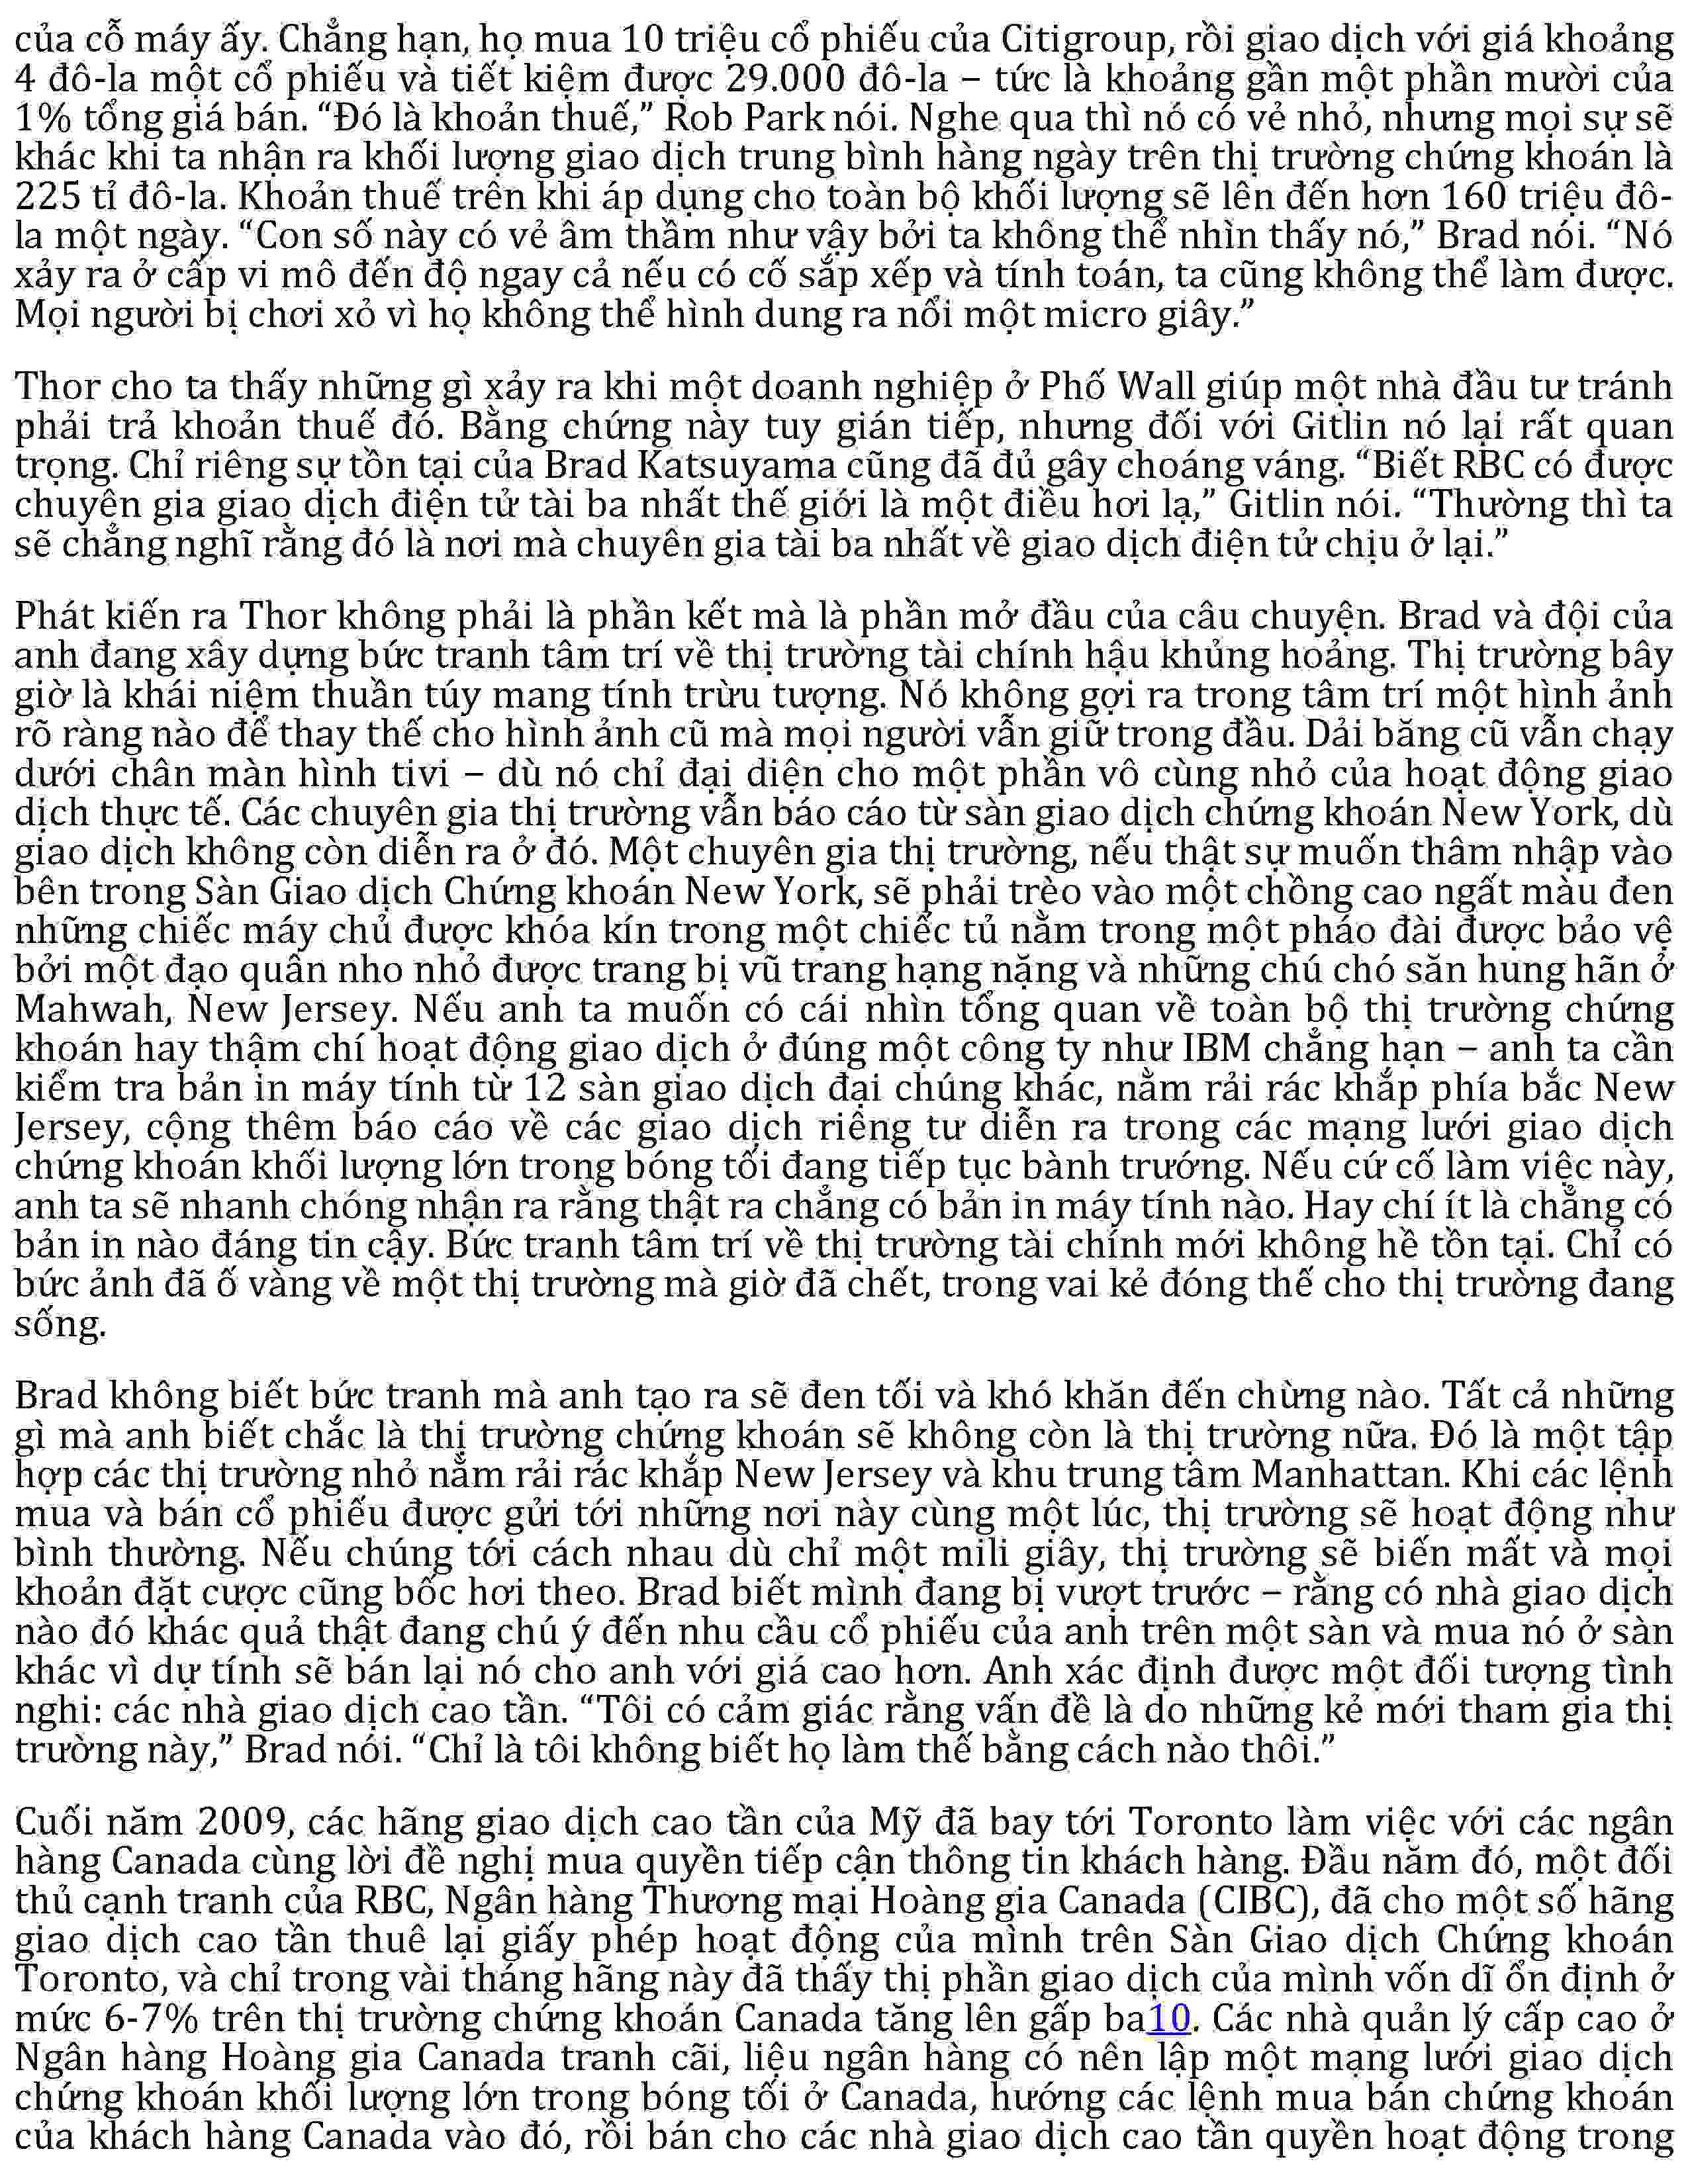 của cỗ máy ấy. Chẳng hạn, họ mua 10 triệu cổ phiếu của Citigroup, rồi giao dịch với giá khoảng
4 đô-la một cổ phiếu và tiết kiệm được 29.000 đô-la – tức là khoảng gần một phần mười của
1% tổng giá bán. “Đó là khoản thuế,” Rob Park nói. Nghe qua thì nó có vẻ nhỏ, nhưng mọi sự sẽ
khác khi ta nhận ra khối lượng giao dịch trung bình hàng ngày trên thị trường chứng khoán là
225 tỉ đô-la. Khoản thuế trên khi áp dụng cho toàn bộ khối lượng sẽ lên đến hơn 160 triệu đô-
la một ngày. “Con số này có vẻ âm thầm như vậy bởi ta không thể nhìn thấy nó,” Brad nói. “Nó
xảy ra ở cấp vi mô đến độ ngay cả nếu có cố sắp xếp và tính toán, ta cũng không thể làm được.
Mọi người bị chơi xỏ vì họ không thể hình dung ra nổi một micro giây.”
Thor cho ta thấy những gì xảy ra khi một doanh nghiệp ở Phố Wall giúp một nhà đầu tư tránh
phải trả khoản thuế đó. Bằng chứng này tuy gián tiếp, nhưng đối với Gitlin nó lại rất quan
trọng. Chỉ riêng sự tồn tại của Brad Katsuyama cũng đã đủ gây choáng váng. “Biết RBC có được
chuyên gia giao dịch điện tử tài ba nhất thế giới là một điều hơi lạ,” Gitlin nói. “Thường thì ta
sẽ chẳng nghĩ rằng đó là nơi mà chuyên gia tài ba nhất về giao dịch điện tử chịu ở lại.”
Phát kiến ra Thor không phải là phần kết mà là phần mở đầu của câu chuyện. Brad và đội của
anh đang xây dựng bức tranh tâm trí về thị trường tài chính hậu khủng hoảng. Thị trường bây
giờ là khái niệm thuần túy mang tính trừu tượng. Nó không gợi ra trong tâm trí một hình ảnh
rõ ràng nào để thay thế cho hình ảnh cũ mà mọi người vẫn giữ trong đầu. Dải băng cũ vẫn chạy
dưới chân màn hình tivi – dù nó chỉ đại diện cho một phần vô cùng nhỏ của hoạt động giao
dịch thực tế. Các chuyên gia thị trường vẫn báo cáo từ sàn giao dịch chứng khoán New York, dù
giao dịch không còn diễn ra ở đó. Một chuyên gia thị trường, nếu thật sự muốn thâm nhập vào
bên trong Sàn Giao dịch Chứng khoán New York, sẽ phải trèo vào một chồng cao ngất màu đen
những chiếc máy chủ được khóa kín trong một chiếc tủ nằm trong một pháo đài được bảo vệ
bởi một đạo quân nho nhỏ được trang bị vũ trang hạng nặng và những chú chó săn hung hãn ở
Mahwah, New Jersey. Nếu anh ta muốn có cái nhìn tổng quan về toàn bộ thị trường chứng
khoán hay thậm chí hoạt động giao dịch ở đúng một công ty như IBM chẳng hạn – anh ta cần
kiểm tra bản in máy tính từ 12 sàn giao dịch đại chúng khác, nằm rải rác khắp phía bắc New
Jersey, cộng thêm báo cáo về các giao dịch riêng tư diễn ra trong các mạng lưới giao dịch
chứng khoán khối lượng lớn trong bóng tối đang tiếp tục bành trướng. Nếu cứ cố làm việc này,
anh ta sẽ nhanh chóng nhận ra rằng thật ra chẳng có bản in máy tính nào. Hay chí ít là chẳng có
bản in nào đáng tin cậy. Bức tranh tâm trí về thị trường tài chính mới không hề tồn tại. Chỉ có
bức ảnh đã ố vàng về một thị trường mà giờ đã chết, trong vai kẻ đóng thế cho thị trường đang
sống.
Brad không biết bức tranh mà anh tạo ra sẽ đen tối và khó khăn đến chừng nào. Tất cả những
gì mà anh biết chắc là thị trường chứng khoán sẽ không còn là thị trường nữa. Đó là một tập
hợp các thị trường nhỏ nằm rải rác khắp New Jersey và khu trung tâm Manhattan. Khi các lệnh
mua và bán cổ phiếu được gửi tới những nơi này cùng một lúc, thị trường sẽ hoạt động như
bình thường. Nếu chúng tới cách nhau dù chỉ một mili giây, thị trường sẽ biến mất và mọi
khoản đặt cược cũng bốc hơi theo. Brad biết mình đang bị vượt trước – rằng có nhà giao dịch
nào đó khác quả thật đang chú ý đến nhu cầu cổ phiếu của anh trên một sàn và mua nó ở sàn
khác vì dự tính sẽ bán lại nó cho anh với giá cao hơn. Anh xác định được một đối tượng tình
nghi: các nhà giao dịch cao tần. “Tôi có cảm giác rằng vấn đề là do những kẻ mới tham gia thị
trường này,” Brad nói. “Chỉ là tôi không biết họ làm thế bằng cách nào thôi.”
Cuối năm 2009, các hãng giao dịch cao tần của Mỹ đã bay tới Toronto làm việc với các ngân
hàng Canada cùng lời đề nghị mua quyền tiếp cận thông tin khách hàng. Đầu năm đó, một đối
thủ cạnh tranh của RBC, Ngân hàng Thương mại Hoàng gia Canada (CIBC), đã cho một số hãng
giao dịch cao tần thuê lại giấy phép hoạt động của mình trên Sàn Giao dịch Chứng khoán
Toronto, và chỉ trong vài tháng hãng này đã thấy thị phần giao dịch của mình vốn dĩ ổn định ở
mức 6-7% trên thị trường chứng khoán Canada tăng lên gấp ba10. Các nhà quản lý cấp cao ở
Ngân hàng Hoàng gia Canada tranh cãi, liệu ngân hàng có nên lập một mạng lưới giao dịch
chứng khoán khối lượng lớn trong bóng tối ở Canada, hướng các lệnh mua bán chứng khoán
của khách hàng Canada vào đó, rồi bán cho các nhà giao dịch cao tần quyền hoạt động trong